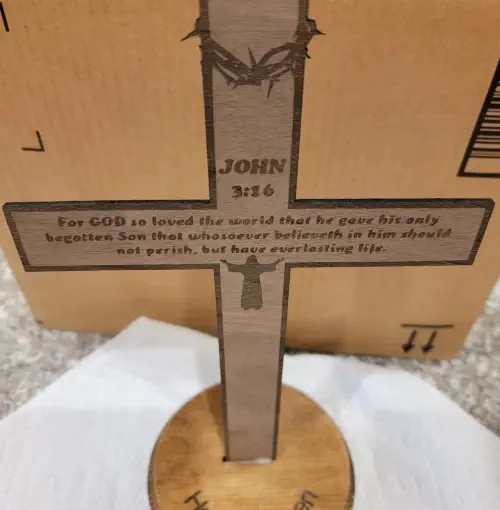 JOHN
3:16
For GOD so loved the world that he gave his only
begotten Son that whosoever believeth in him should
not perish, but have everlasting life.